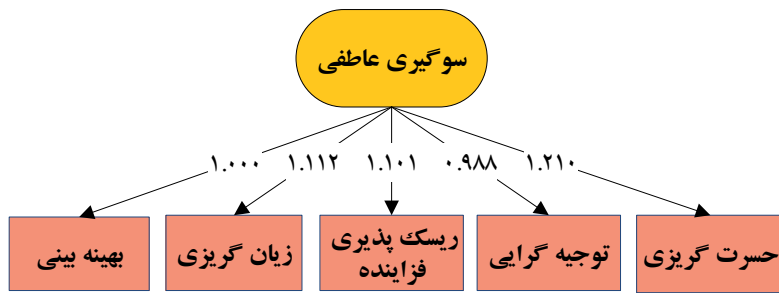 سوگیری عاطفی
۱.۲۱۰
۰.۹۸۸
۱.۱۰۱
۱.۱۱۲
۱.۰۰۰
حسرت گریزی
توجیه گرایی
ریسک پذیری
فزاینده
زیان گریزی
بهینه بینی